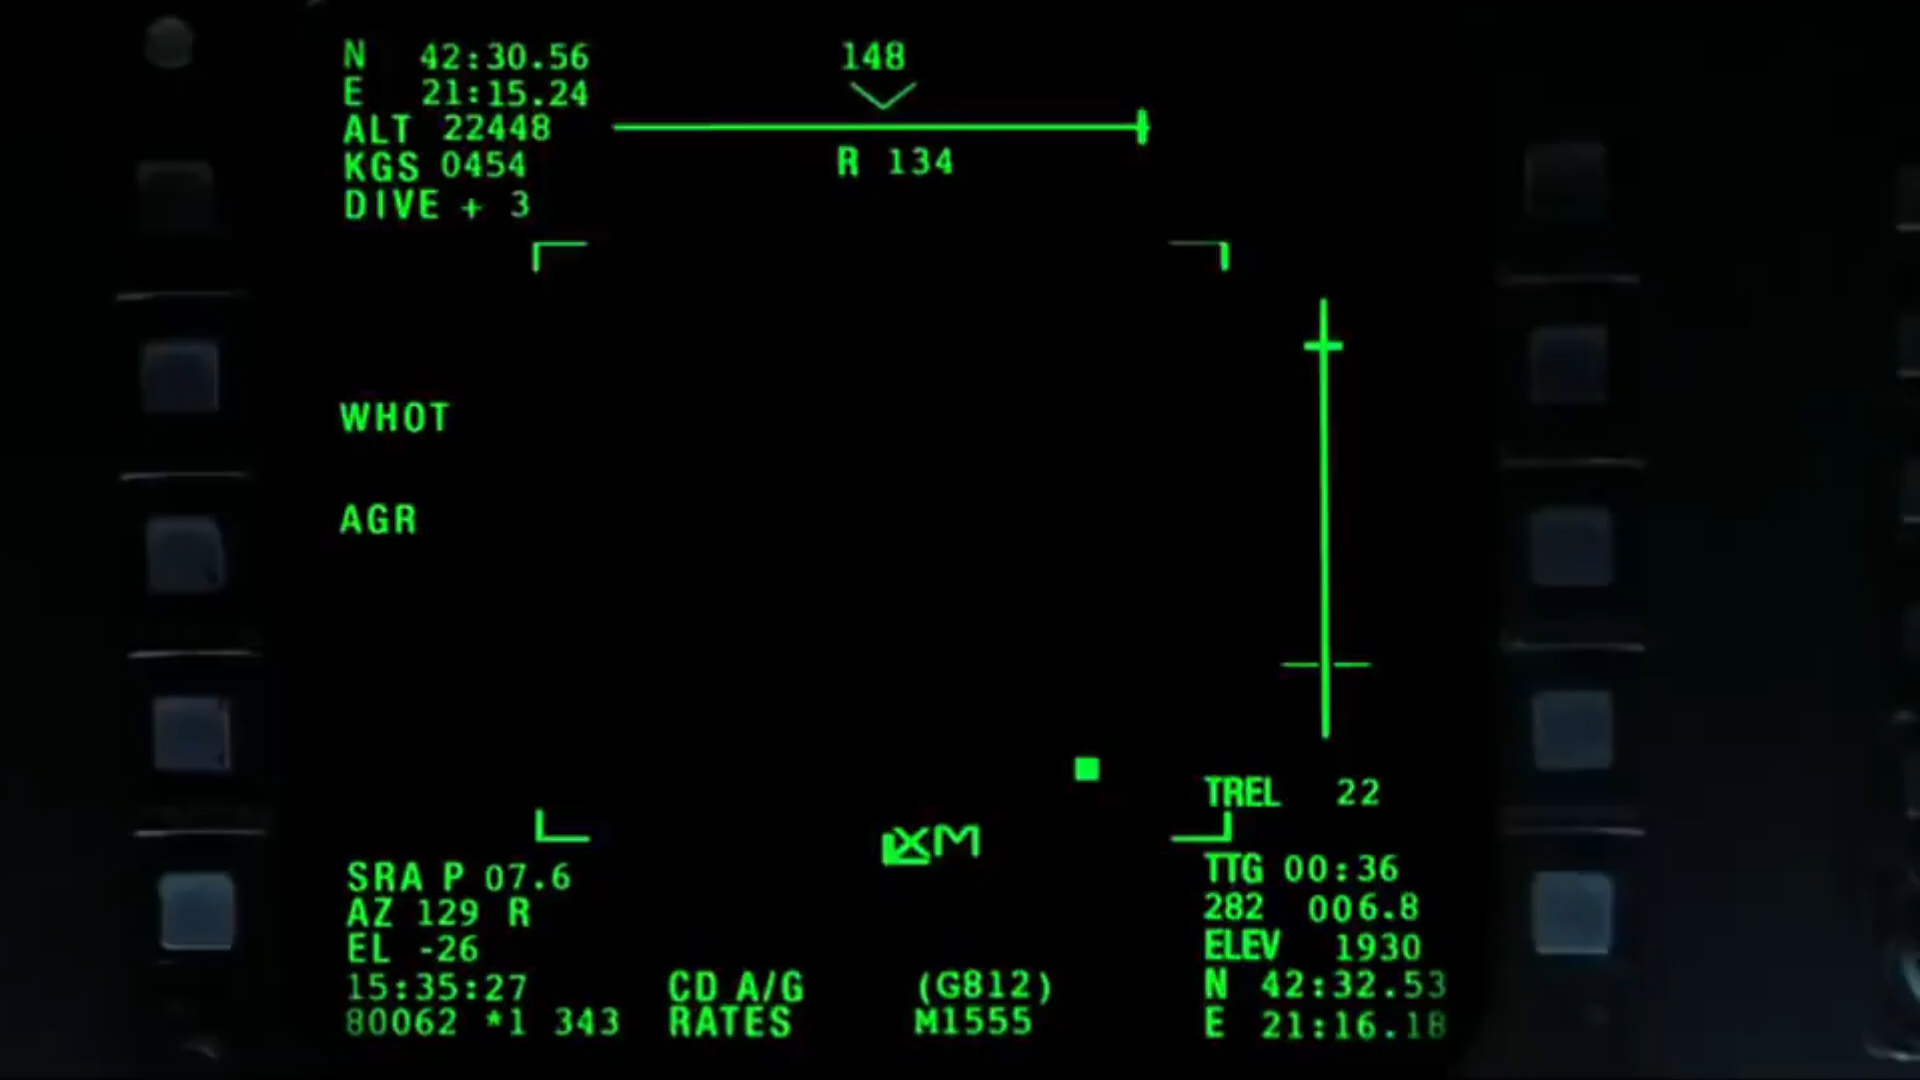 N 42:30.56
E 21:15.24
ALT 22448
KGS 0454
DIVE + 3
148
R 134
WHOT
AGR
TREL 22
XM
SRA P 07.6
AZ 129 R
EL -26
15:35:27
80062 *1 343
CD A/G
RATES
(G812)
M1555
TTG 00:36
282 006.8
ELEV 1930
N 42:32.53
E 21:16.18